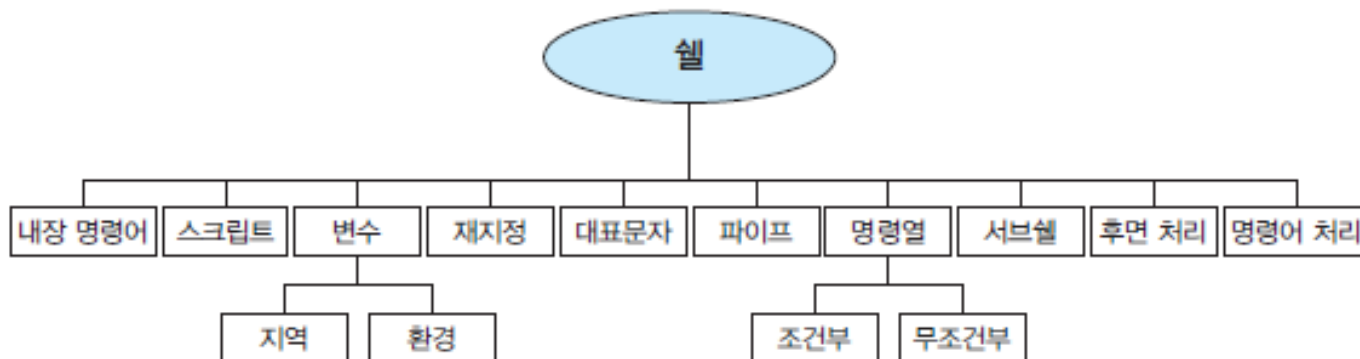 쉘
내장 명령어 스크립트 변수 재지정 대표문자 파이프 명령열 서브쉘 후면 처리 명령어 처리
지역 환경 조건부 무조건부